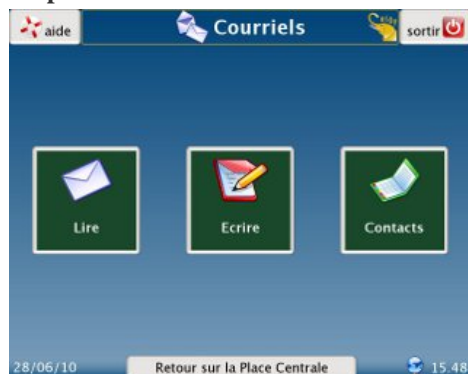 aide
Courriels
sortir
Lire
Ecrire
Contacts
28/06/10
Retour sur la Place Centrale
15.48